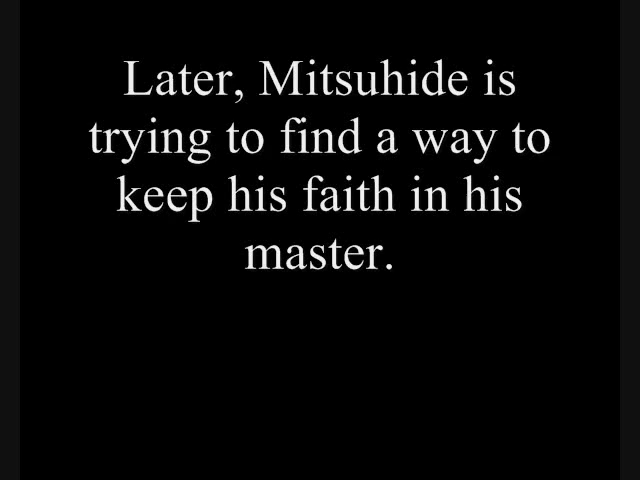 Later, Mitsuhide is
trying to find a way to
keep his faith in his
master.